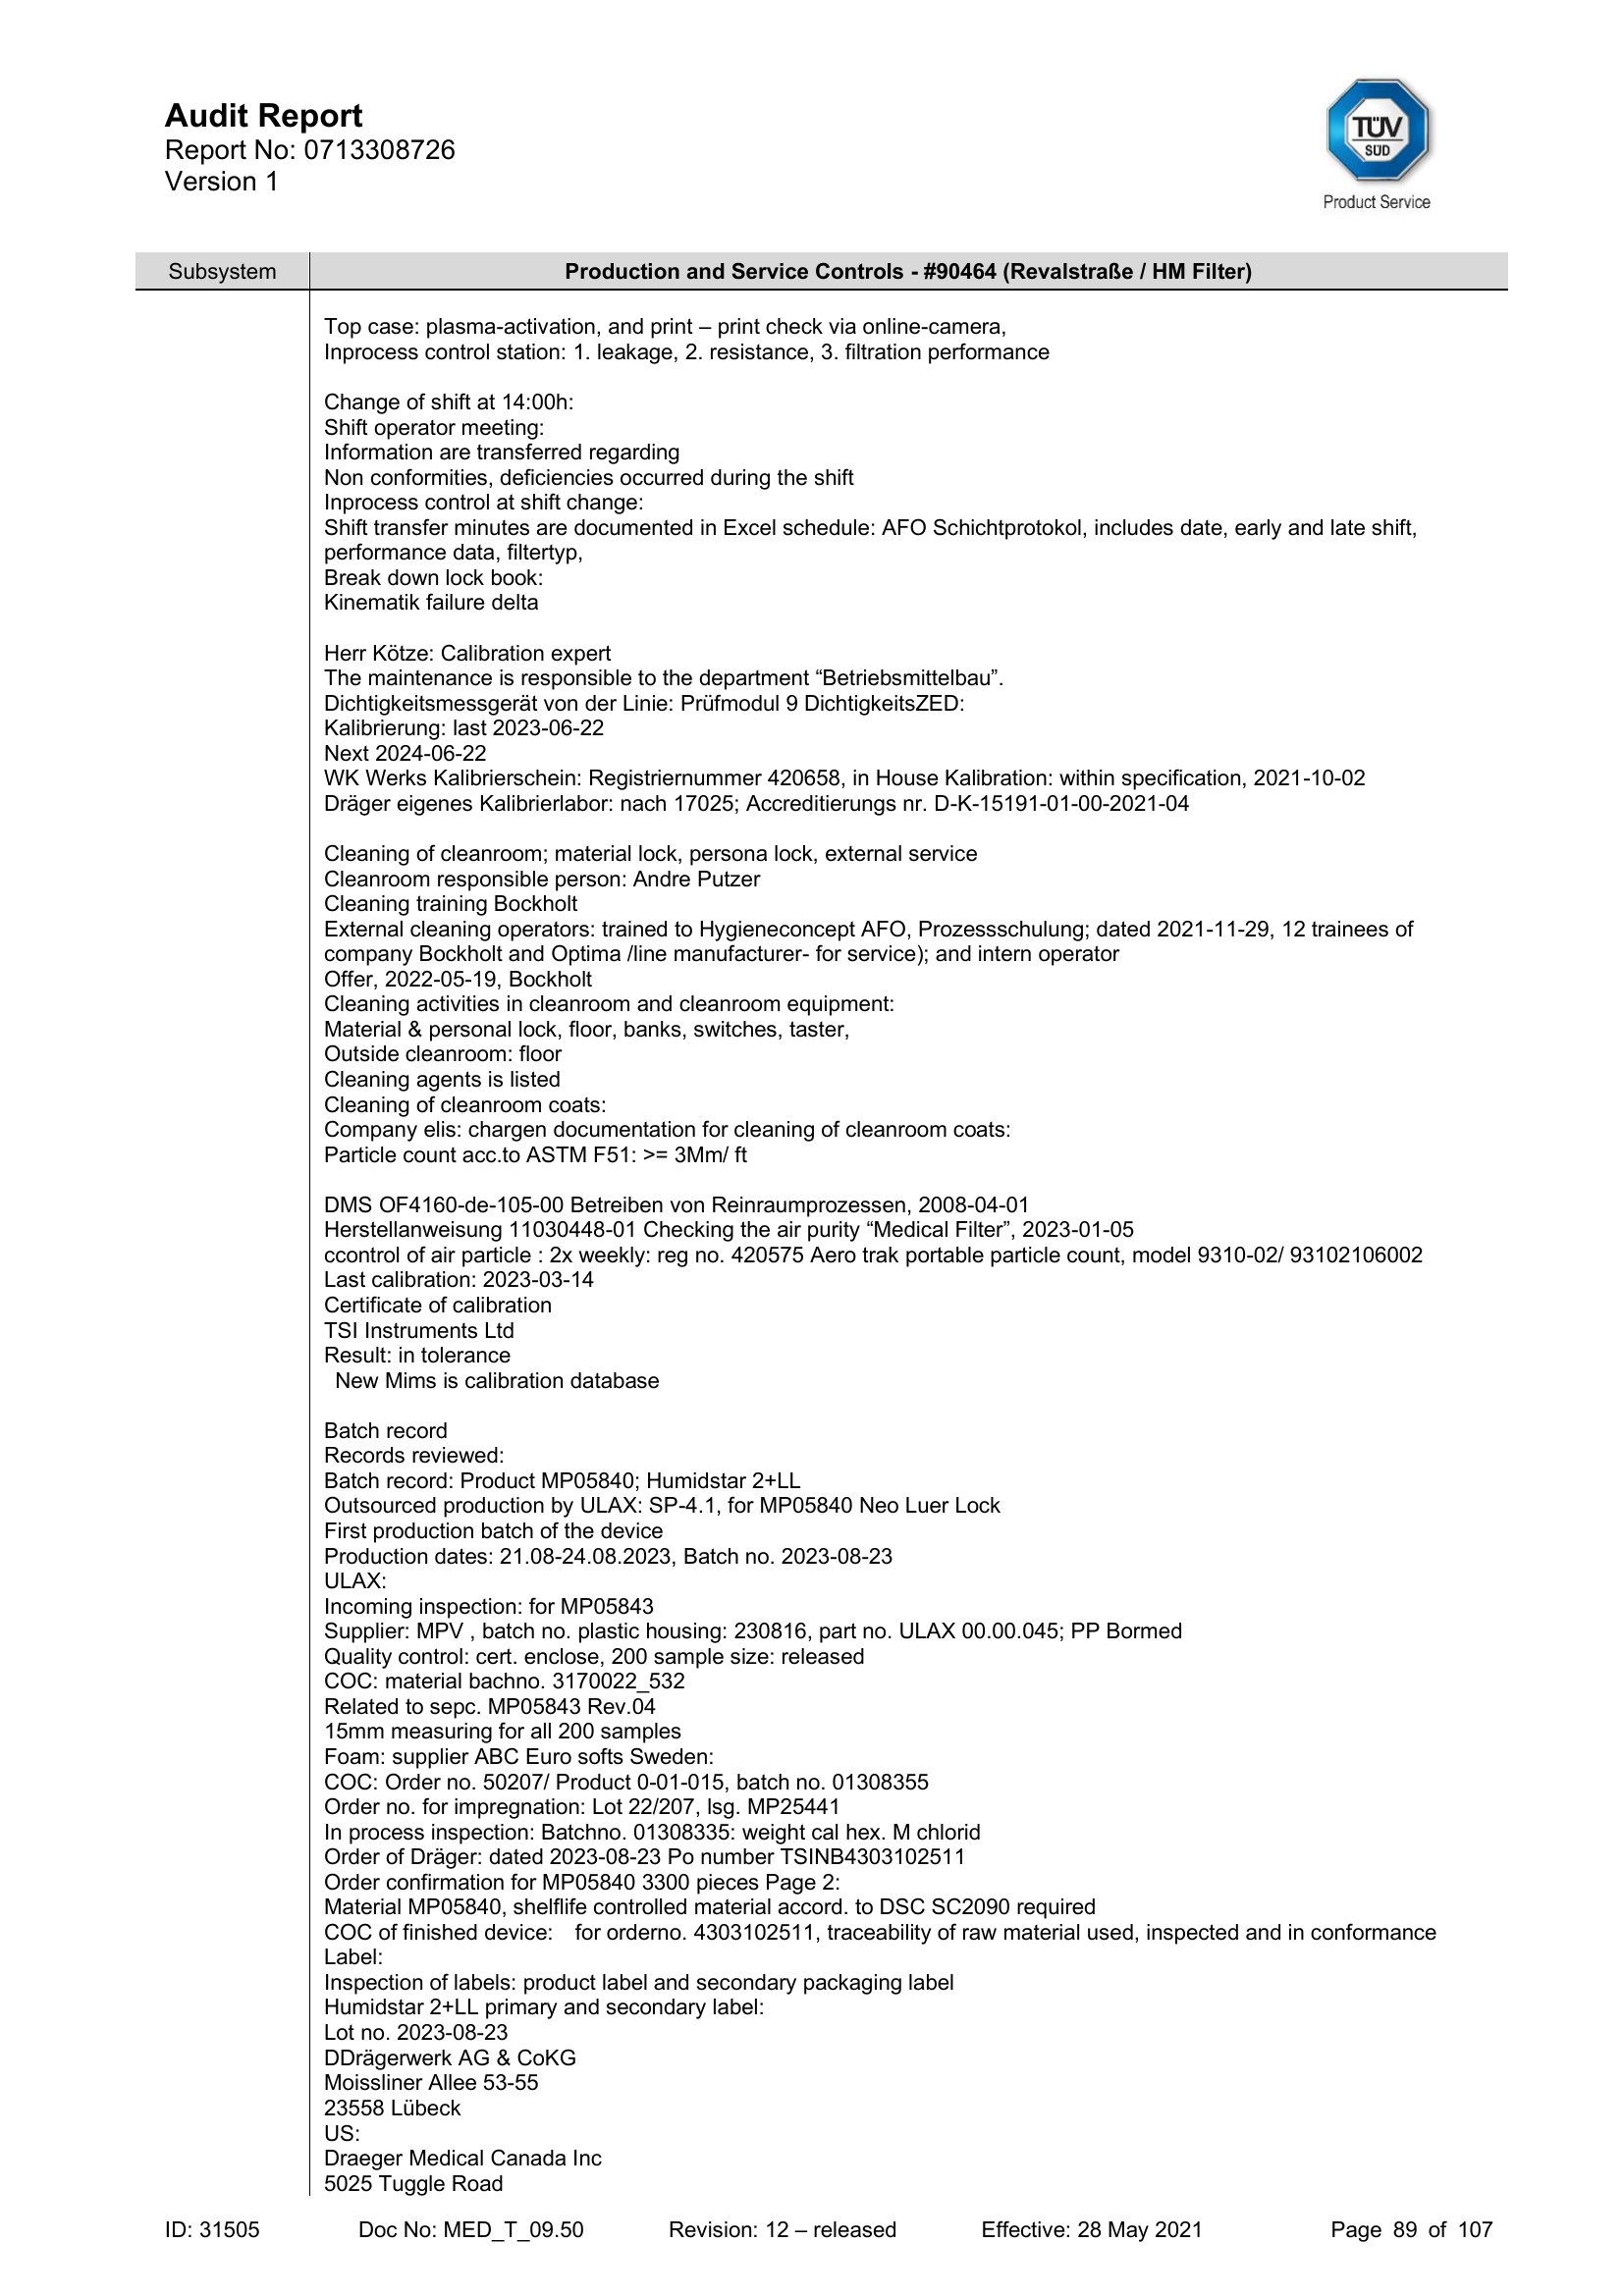 Audit Report
Report No: 0713308726
Version 1
TÜV
SÜD
Product Service
Subsystem
Production and Service Controls - #90464 (Revalstraße / HM Filter)
Top case: plasma-activation, and print – print check via online-camera,
Inprocess control station: 1. leakage, 2. resistance, 3. filtration performance
Change of shift at 14:00h:
Shift operator meeting:
Information are transferred regarding
Non conformities, deficiencies occurred during the shift
Inprocess control at shift change:
Shift transfer minutes are documented in Excel schedule: AFO Schichtprotokol, includes date, early and late shift,
performance data, filtertyp,
Break down lock book:
Kinematik failure delta
Herr Kötze: Calibration expert
The maintenance is responsible to the department “Betriebsmittelbau”.
Dichtigkeitsmessgerät von der Linie: Prüfmodul 9 DichtigkeitsZED:
Kalibrierung: last 2023-06-22
Next 2024-06-22
WK Werks Kalibrierschein: Registriernummer 420658, in House Kalibration: within specification, 2021-10-02
Dräger eigenes Kalibrierlabor: nach 17025; Accreditierungs nr. D-K-15191-01-00-2021-04
Cleaning of cleanroom; material lock, persona lock, external service
Cleanroom responsible person: Andre Putzer
Cleaning training Bockholt
External cleaning operators: trained to Hygieneconcept AFO, Prozessschulung; dated 2021-11-29, 12 trainees of
company Bockholt and Optima /line manufacturer- for service); and intern operator
Offer, 2022-05-19, Bockholt
Cleaning activities in cleanroom and cleanroom equipment:
Material & personal lock, floor, banks, switches, taster,
Outside cleanroom: floor
Cleaning agents is listed
Cleaning of cleanroom coats:
Company elis: chargen documentation for cleaning of cleanroom coats:
Particle count acc.to ASTM F51: >= 3Mm/ ft
DMS OF4160-de-105-00 Betreiben von Reinraumprozessen, 2008-04-01
Herstellanweisung 11030448-01 Checking the air purity “Medical Filter”, 2023-01-05
ccontrol of air particle : 2x weekly: reg no. 420575 Aero trak portable particle count, model 9310-02/ 93102106002
Last calibration: 2023-03-14
Certificate of calibration
TSI Instruments Ltd
Result: in tolerance
New Mims is calibration database
Batch record
Records reviewed:
Batch record: Product MP05840; Humidstar 2+LL
Outsourced production by ULAX: SP-4.1, for MP05840 Neo Luer Lock
First production batch of the device
Production dates: 21.08-24.08.2023, Batch no. 2023-08-23
ULAX:
Incoming inspection: for MP05843
Supplier: MPV , batch no. plastic housing: 230816, part no. ULAX 00.00.045; PP Bormed
Quality control: cert. enclose, 200 sample size: released
COC: material bachno. 3170022_532
Related to sepc. MP05843 Rev.04
15mm measuring for all 200 samples
Foam: supplier ABC Euro softs Sweden:
COC: Order no. 50207/ Product 0-01-015, batch no. 01308355
Order no. for impregnation: Lot 22/207, lsg. MP25441
In process inspection: Batchno. 01308335: weight cal hex. M chlorid
Order of Dräger: dated 2023-08-23 Po number TSINB4303102511
Order confirmation for MP05840 3300 pieces Page 2:
Material MP05840, shelflife controlled material accord. to DSC SC2090 required
COC of finished device: for orderno. 4303102511, traceability of raw material used, inspected and in conformance
Label:
Inspection of labels: product label and secondary packaging label
Humidstar 2+LL primary and secondary label:
Lot no. 2023-08-23
DDrägerwerk AG & CoKG
Moissliner Allee 53-55
23558 Lübeck
US:
Draeger Medical Canada Inc
5025 Tuggle Road
ID: 31505 Doc No: MED_T_09.50 Revision: 12 – released Effective: 28 May 2021 Page 89 of 107